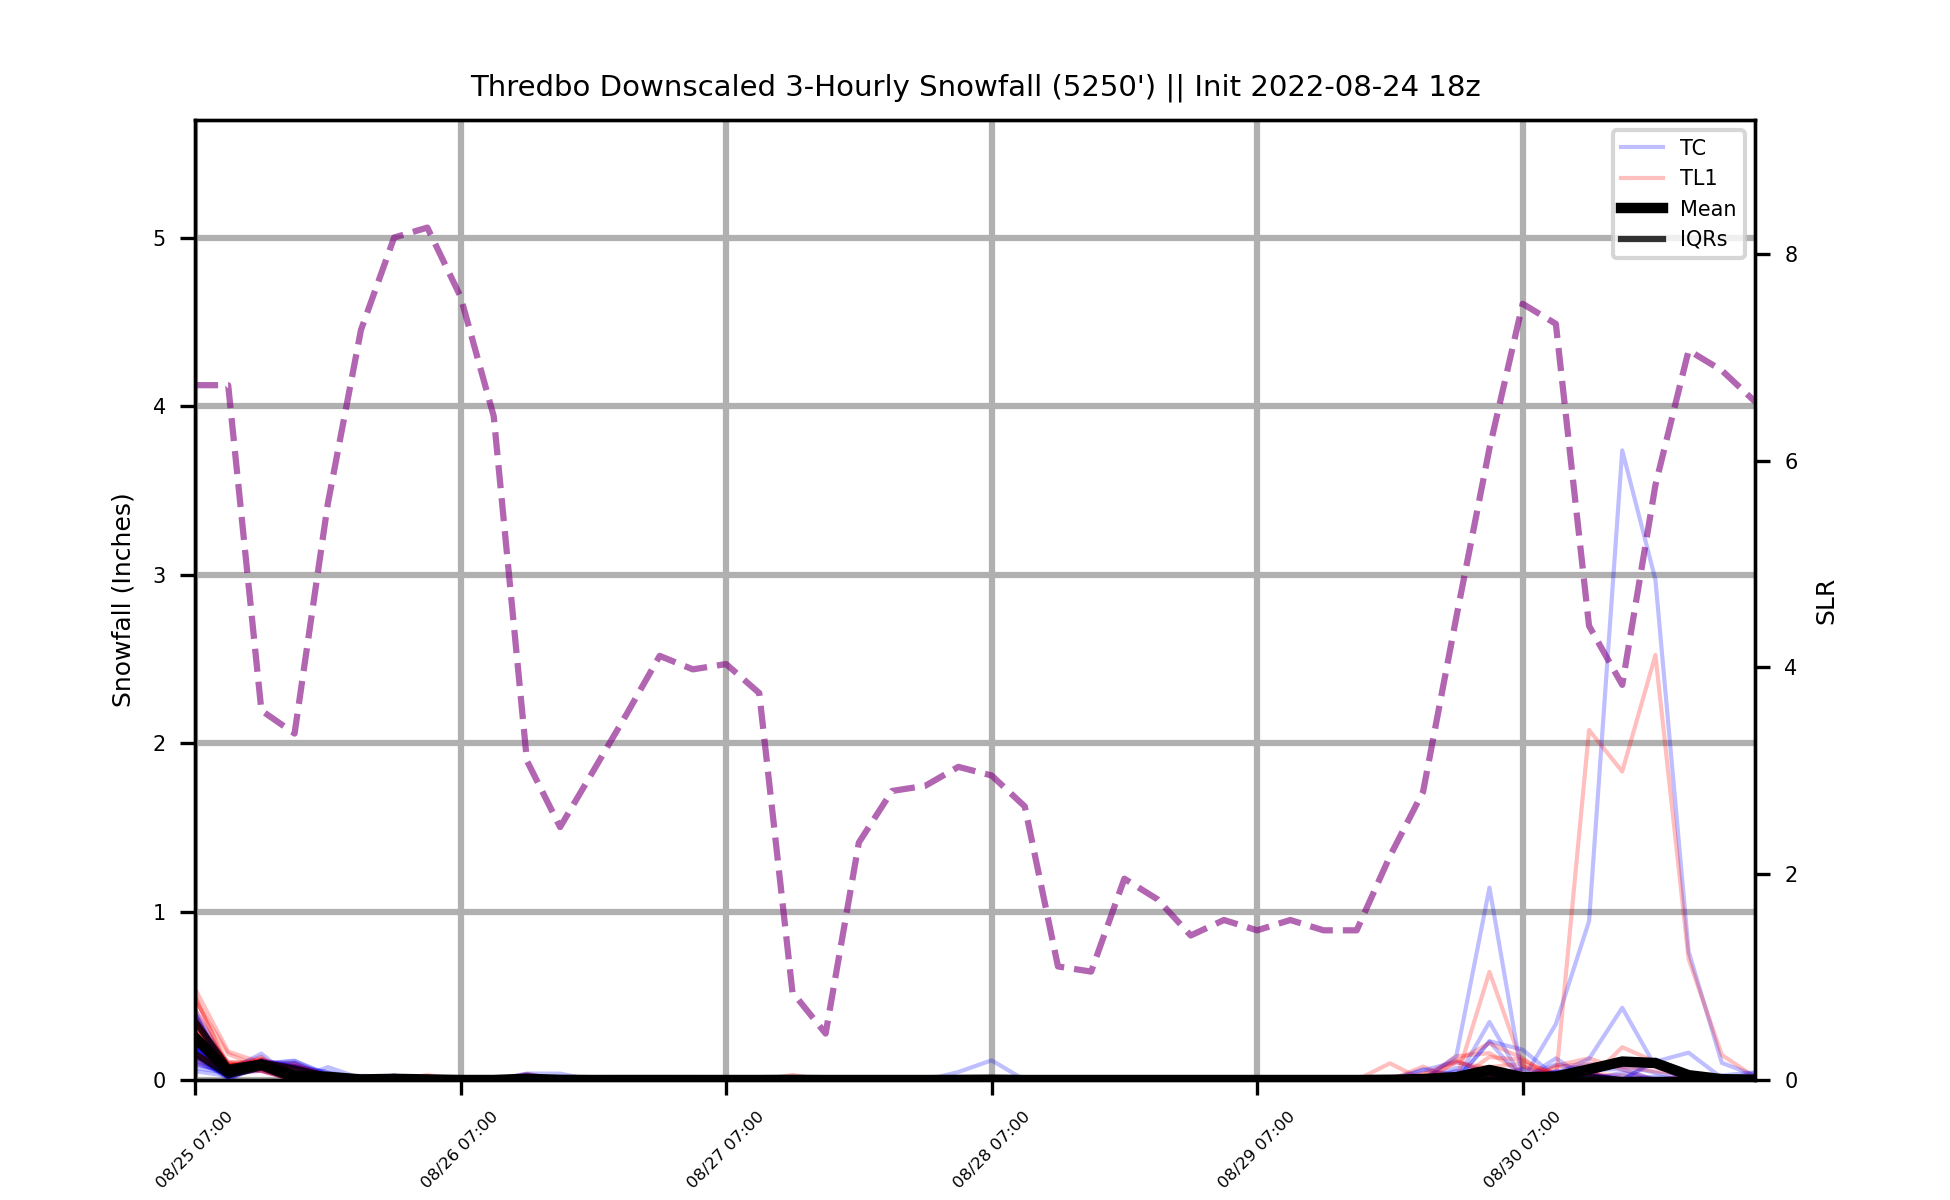 Thredbo Downscaled 3-Hourly Snowfall (5250') || Init 2022-08-24 18z
TC
TL1
Mean
IQRs
Snowfall (Inches)
5
4
3
2
1
0
SLR
8
6
4
2
0
08/25 07:00
08/26 07:00
08/27 07:00
08/28 07:00
08/29 07:00
08/30 07:00